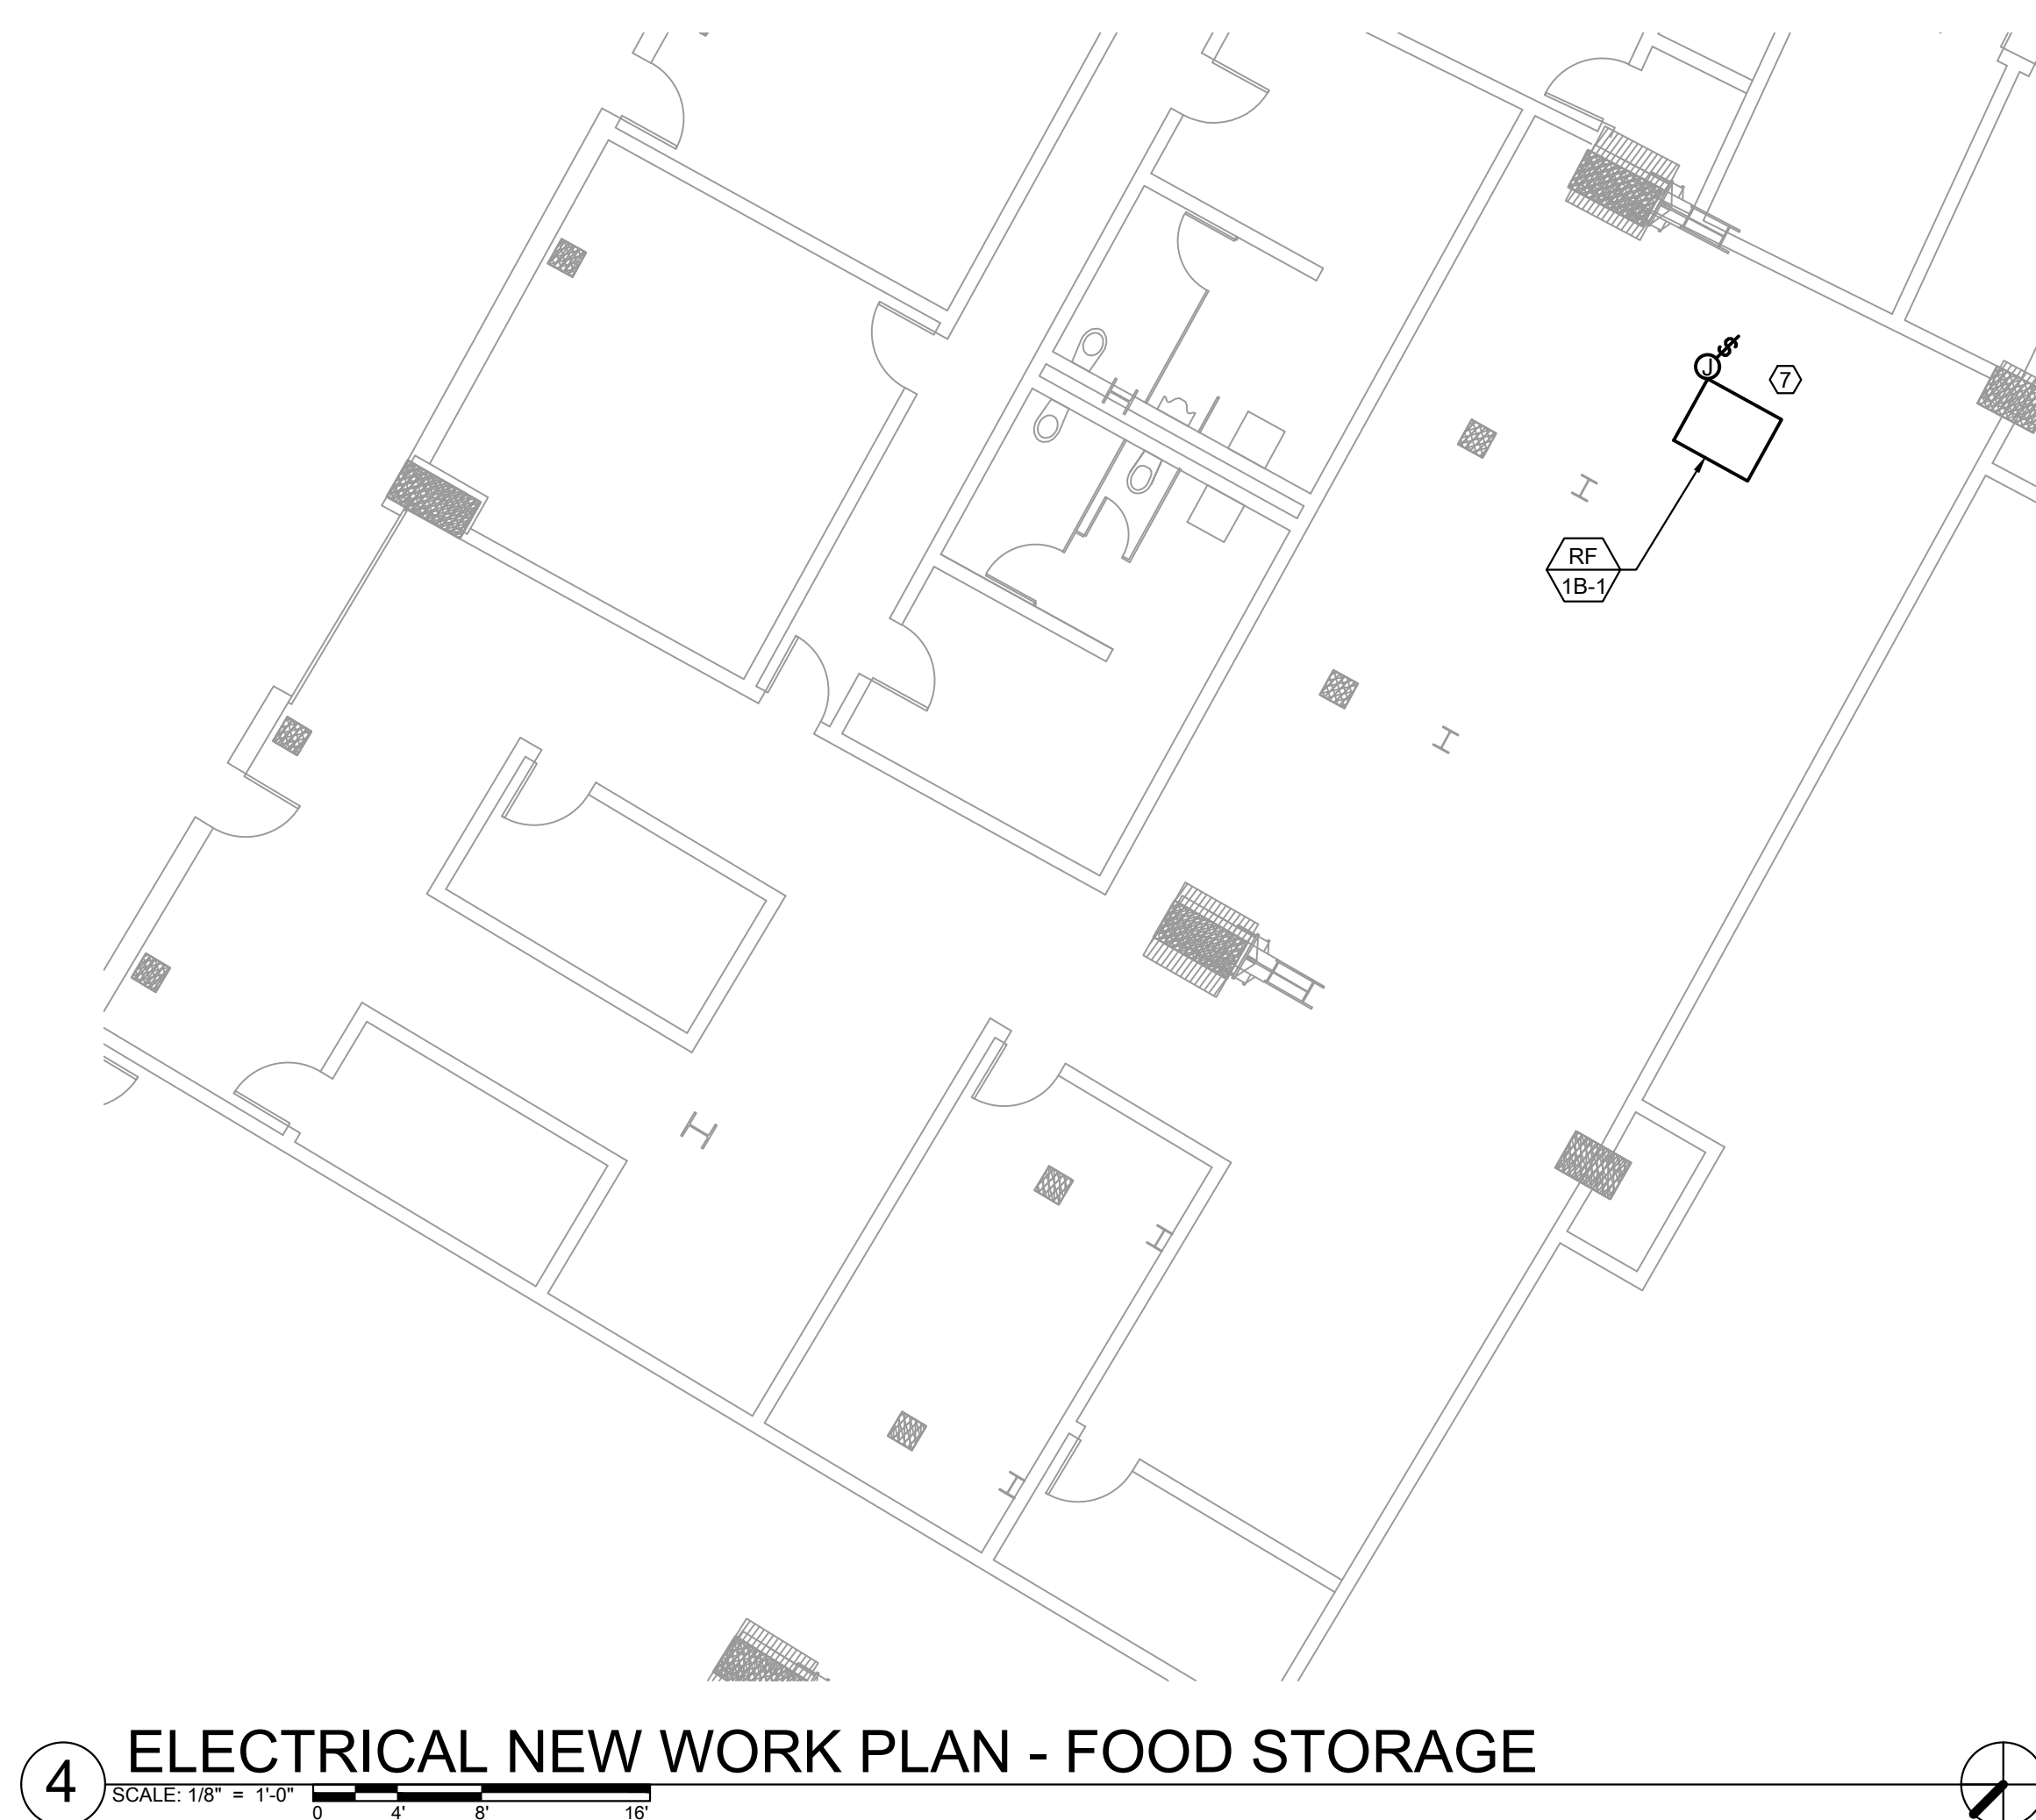 $
J
7
RF
1B-1
4
ELECTRICAL NEW WORK PLAN - FOOD STORAGE
SCALE: 1/8" = 1'-0"
0 4' 8' 16'